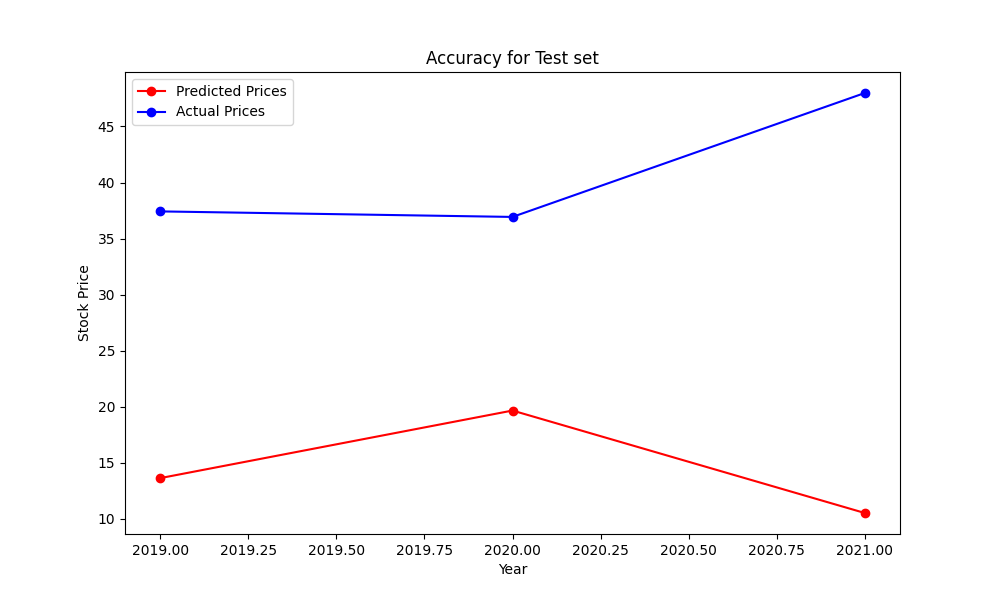 Accuracy for Test set
Predicted Prices
Actual Prices
45
40
35
30
25
20
15
10
Stock Price
2019.00 2019.25 2019.50 2019.75 2020.00 2020.25 2020.50 2020.75 2021.00
Year